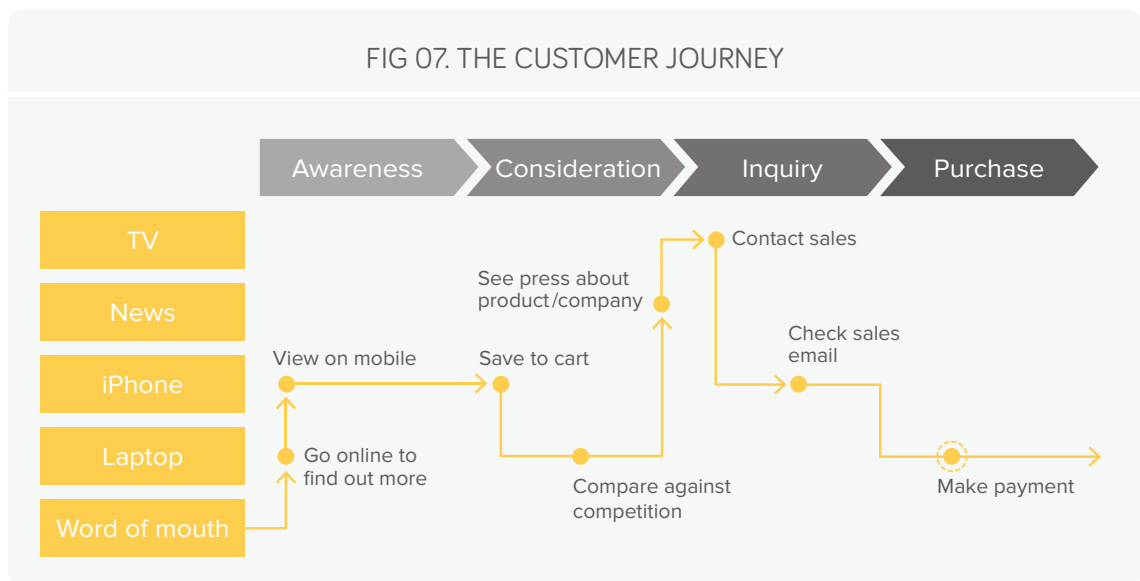 FIG 07. THE CUSTOMER JOURNEY
Awareness
Consideration
Inquiry
Purchase
TV
News
iPhone
Laptop
Word of mouth
View on mobile
Go online to
find out more
Save to cart
Compare against
competition
See press about
product/company
Contact sales
Check sales
email
Make payment